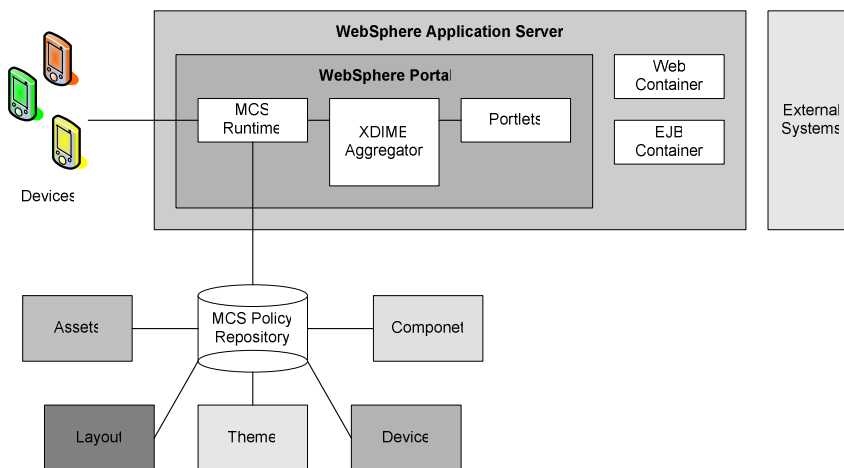 WebSphere Application Server
WebSphere Portal
Web
Container
MCS
Runtime
XDIME
Aggregator
Portlets
EJB
Container
External
Systems
Devices
Assets
MCS Policy
Repository
Componet
Layout
Theme
Device